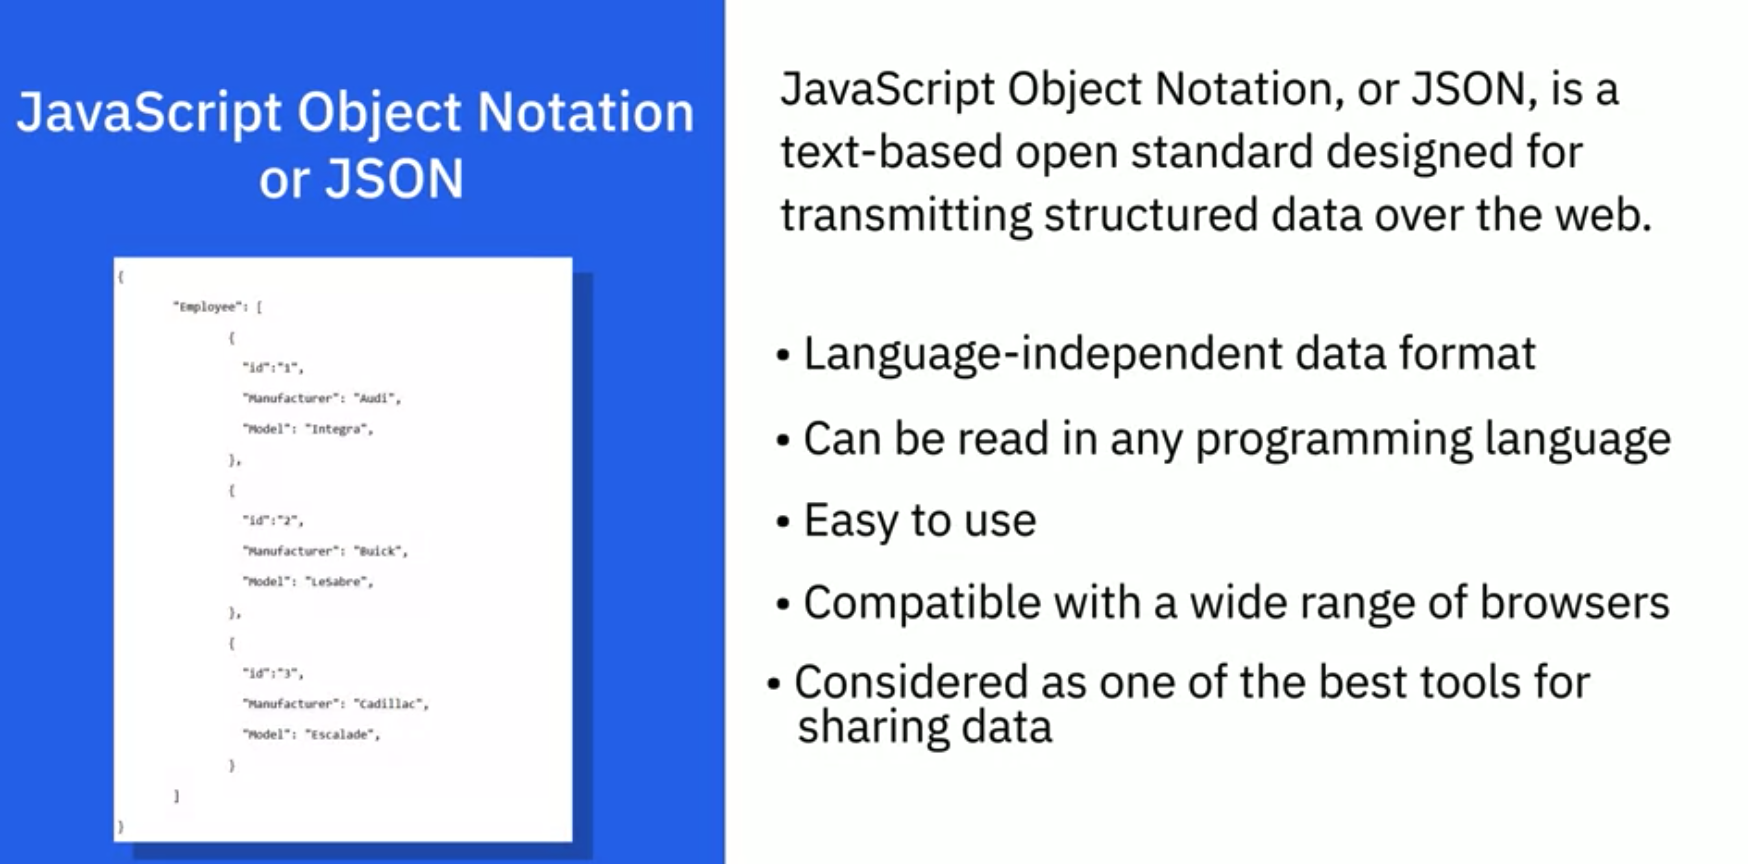 JavaScript Object Notation
or JSON
{
"Employee": [
{
"id":"1",
"Manufacturer": "Audi",
"Model": "Integra",
},
{
"id":"2",
"Manufacturer": "Buick",
"Model": "LeSabre",
},
{
"id":"3",
"Manufacturer": "Cadillac",
"Model": "Escalade",
}
]
}
JavaScript Object Notation, or JSON, is a
text-based open standard designed for
transmitting structured data over the web.
• Language-independent data format
• Can be read in any programming language
• Easy to use
• Compatible with a wide range of browsers
• Considered as one of the best tools for
sharing data